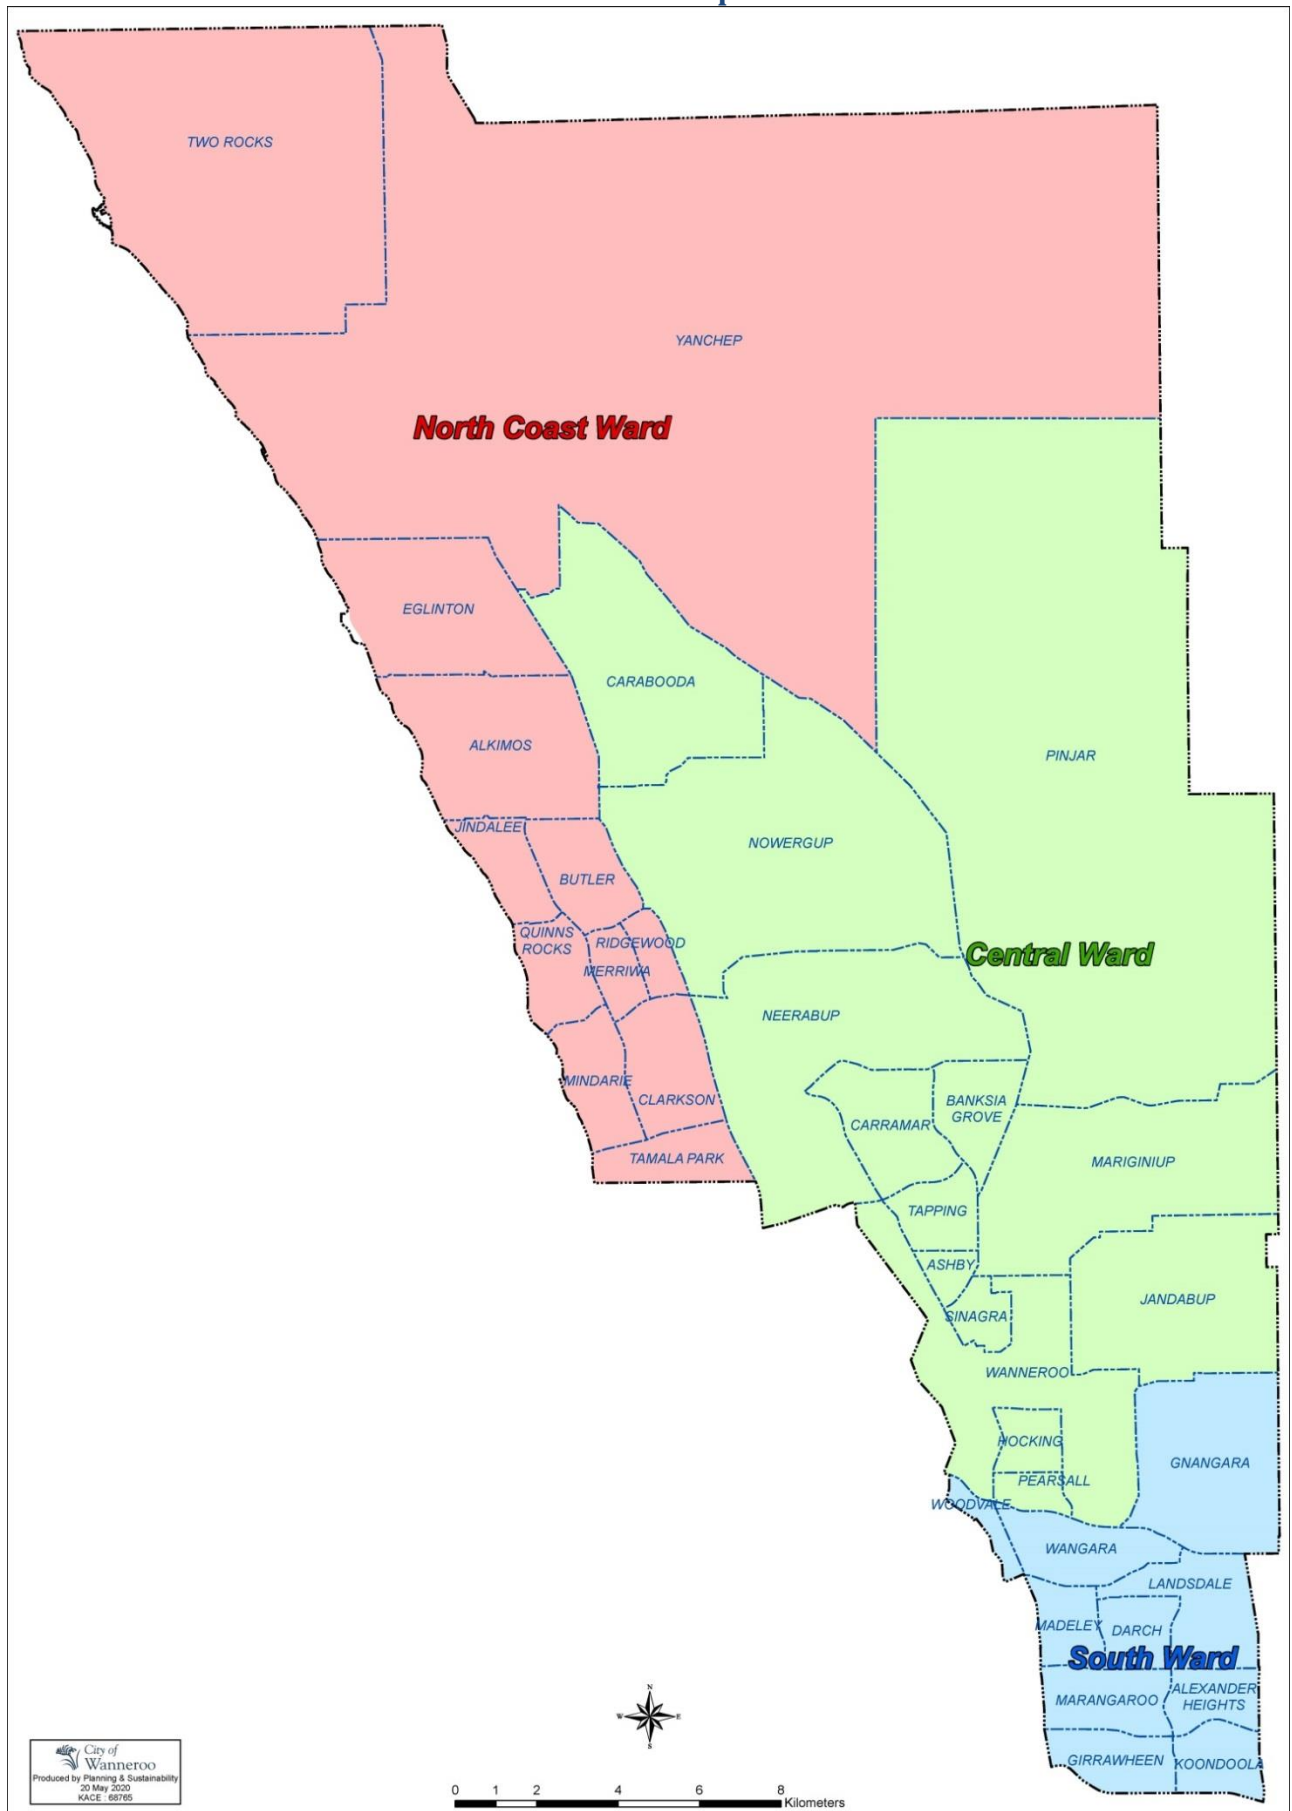 TWO ROCKS
YANCHEP
North Coast Ward
EGLINTON
CARABOODA
ALKIMOS
PINJAR
JINDALEE
NOWERGUP
BUTLER
QUINNS
ROCKS
RIDGEWOOD
MERRIWA
Central Ward
NEERABUP
MINDARIE
CLARKSON
BANKSIA
GROVE
CARRAMAR
TAMALA PARK
MARIGINIUP
TAPPING
ASHBY
JANDABUP
SINAGRA
WANNEROO
HOCKING
GNANGARA
PEARSALL
WOODVALE
WANGARA
LANDSDALE
MADELEY
DARCH
South Ward
MARANGAROO
ALEXANDER
HEIGHTS
GIRRAWHEEN
KOONDOOLA
N
W E
S
City of
Wanneroo
Produced by Planning & Sustainability
20 May 2020
KACE : 68765
0 1 2 4 6 8
Kilometers